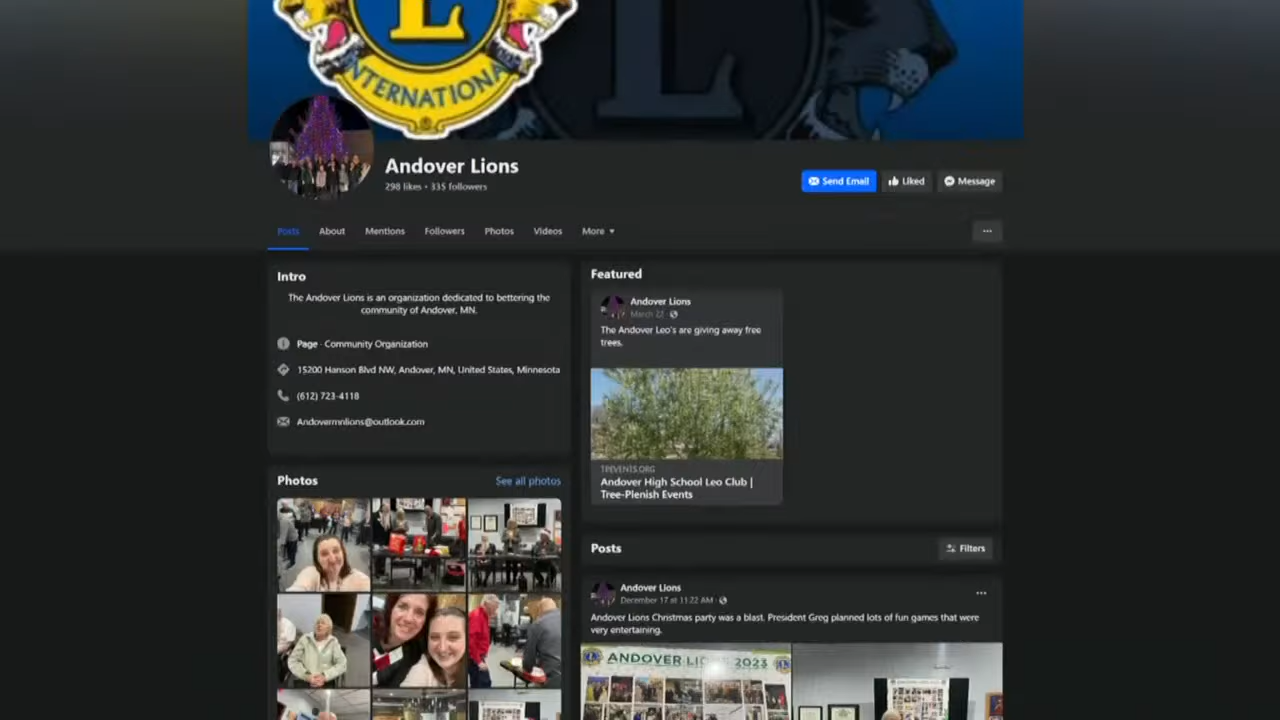 L
INTERNATIONAL
L
Andover Lions
298 likes • 335 followers
Send Email
Liked
Message
Posts
About
Mentions
Followers
Photos
Videos
More
Intro
The Andover Lions is an organization dedicated to bettering the
community of Andover, MN.
Page · Community Organization
15200 Hanson Blvd NW, Andover, MN, United States, Minnesota
(612) 723-4118
Andovermnlions@outlook.com
Photos
See all photos
Featured
Andover Lions
March 22 ·
The Andover Leo's are giving away free
trees.
TPEVENTS.ORG
Andover High School Leo Club |
Tree-Plenish Events
Posts
Filters
Andover Lions
December 17 at 11:22 AM ·
Andover Lions Christmas party was a blast. President Greg planned lots of fun games that were
very entertaining.
ANDOVER LIONS 2023